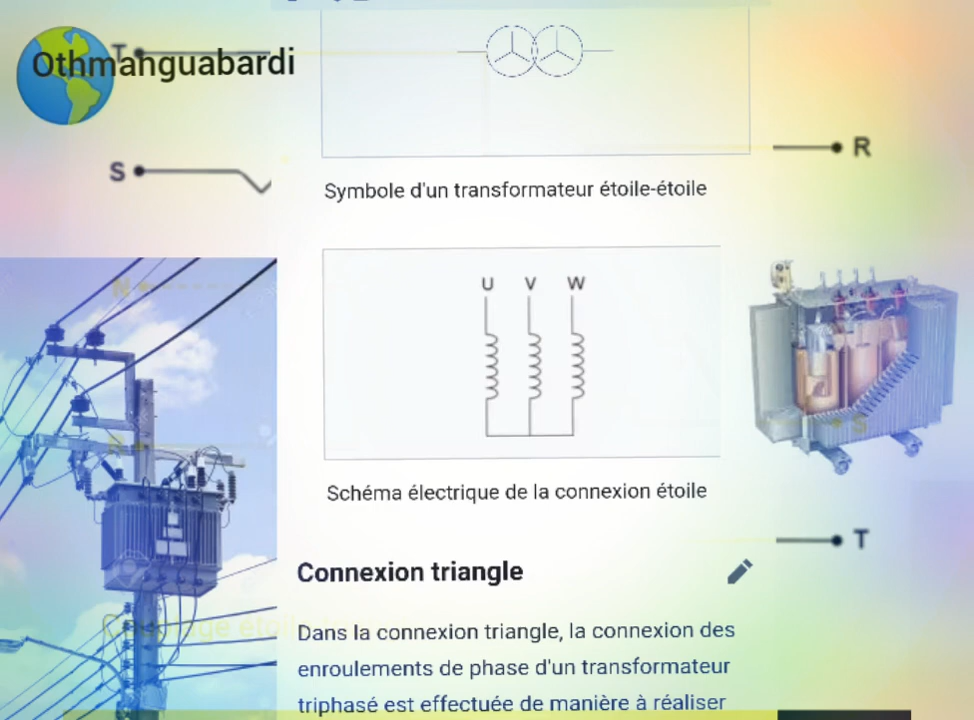 Othmanguabardi
T
R
S
Symbole d'un transformateur étoile-étoile
U V W
N
R
S
Schéma électrique de la connexion étoile
T
Connexion triangle
Dans la connexion triangle, la connexion des
enroulements de phase d'un transformateur
triphasé est effectuée de manière à réaliser